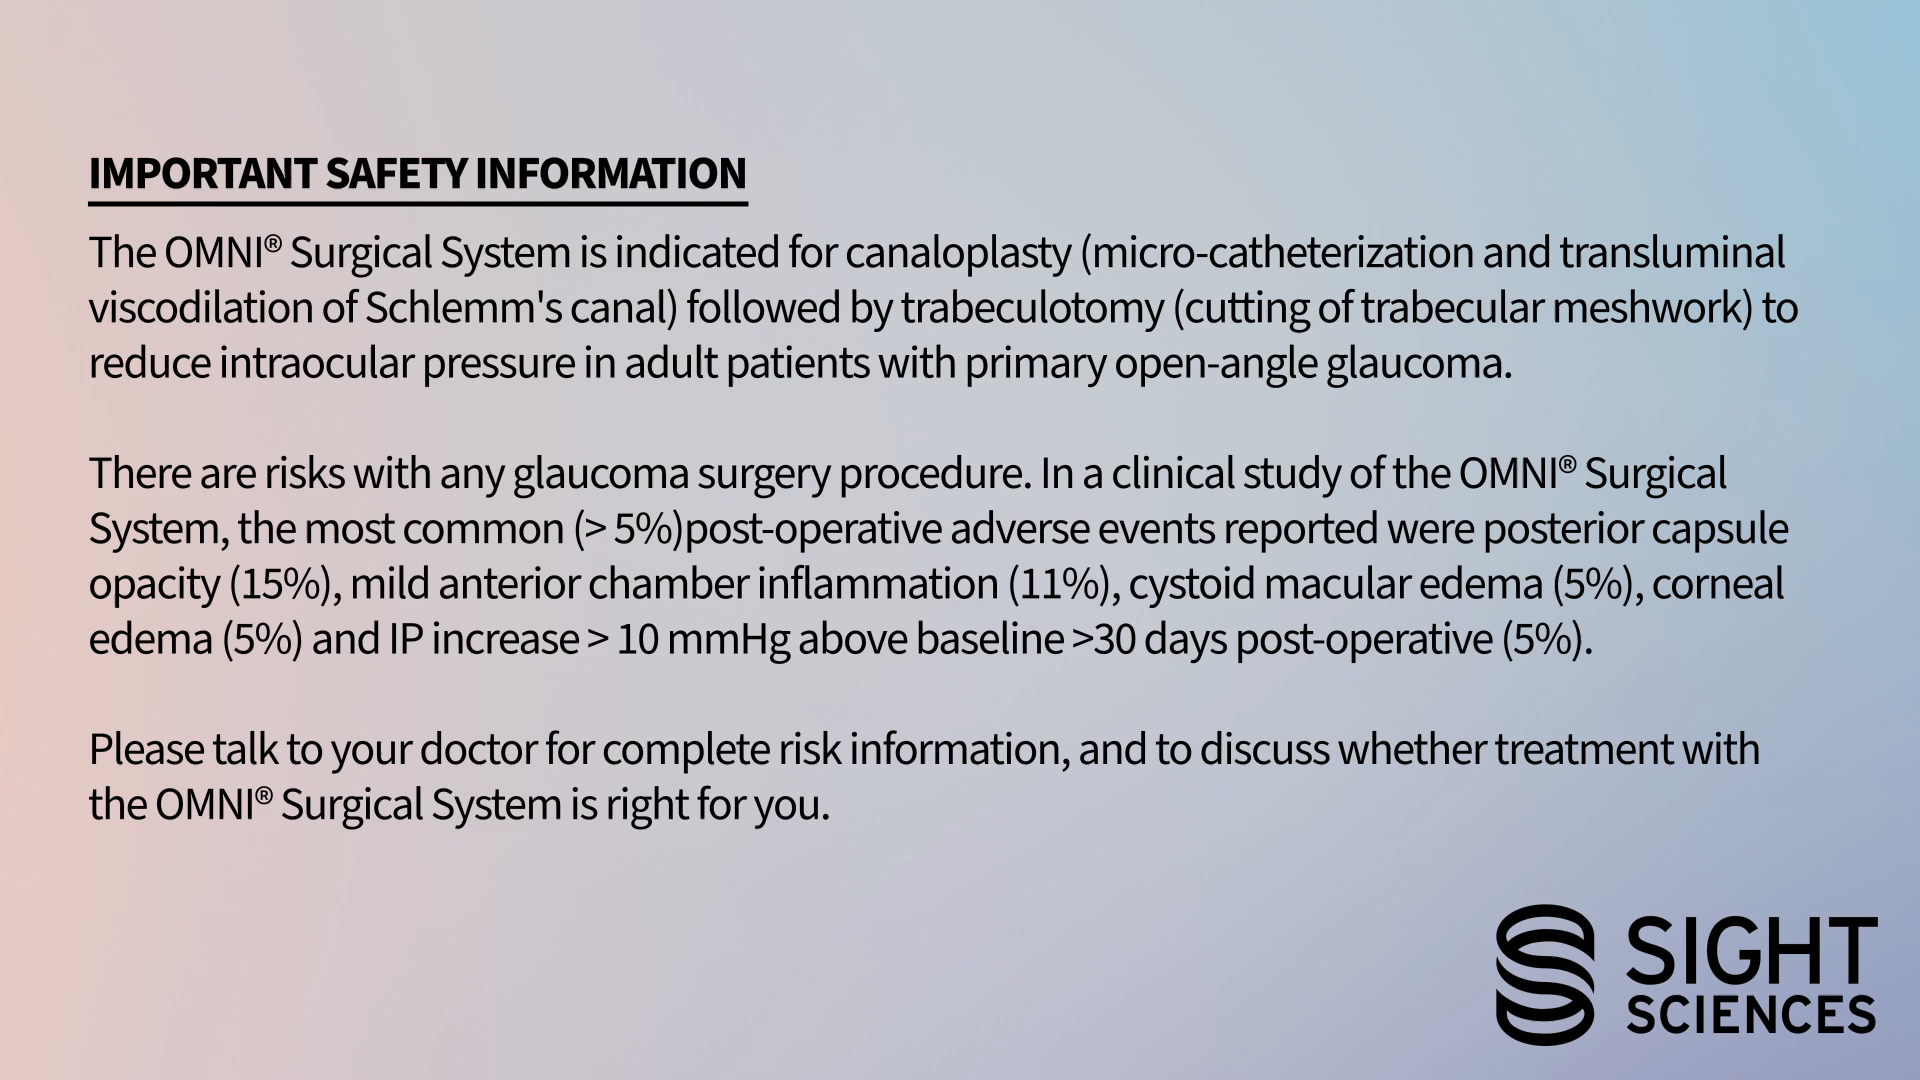 IMPORTANT SAFETY INFORMATION
The OMNI® Surgical System is indicated for canaloplasty (micro-catheterization and transluminal
viscodilation of Schlemm's canal) followed by trabeculotomy (cutting of trabecular meshwork) to
reduce intraocular pressure in adult patients with primary open-angle glaucoma.
There are risks with any glaucoma surgery procedure. In a clinical study of the OMNI® Surgical
System, the most common (> 5%)post-operative adverse events reported were posterior capsule
opacity (15%), mild anterior chamber inflammation (11%), cystoid macular edema (5%), corneal
edema (5%) and IP increase > 10 mmHg above baseline >30 days post-operative (5%).
Please talk to your doctor for complete risk information, and to discuss whether treatment with
the OMNI® Surgical System is right for you.
SIGHT
SCIENCES